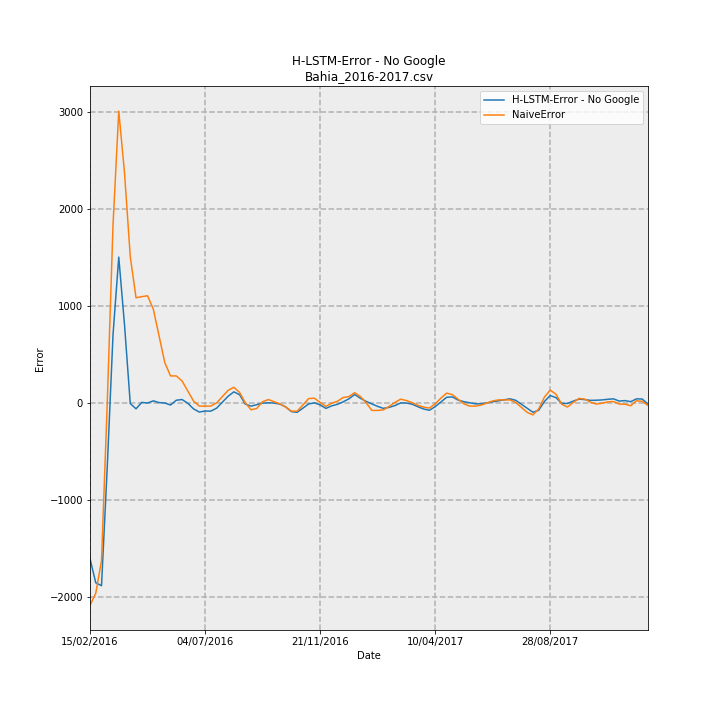 H-LSTM-Error - No Google
Bahia_2016-2017.csv
H-LSTM-Error - No Google
NaiveError
3000
2000
1000
0
−1000
−2000
Error
15/02/2016
04/07/2016
21/11/2016
10/04/2017
28/08/2017
Date